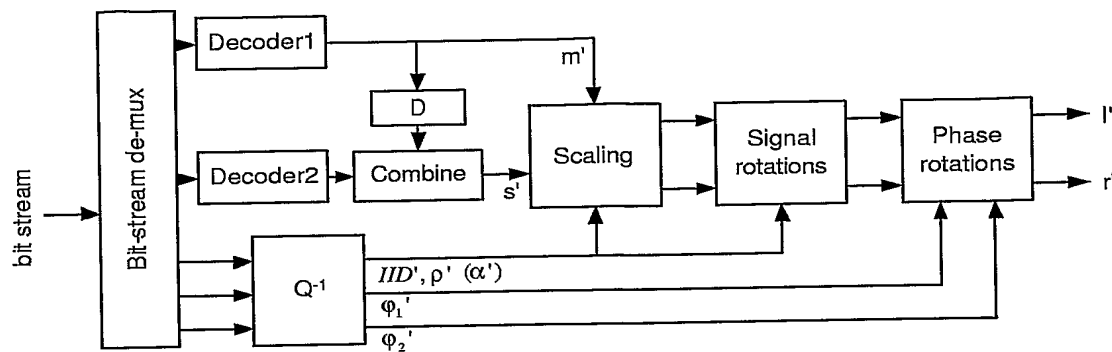 Decoder1
m'
D
Decoder2
Combine
s'
Scaling
Signal
rotations
Phase
rotations
l'
r'
bit stream
Bit-stream de-mux
Q⁻¹
IID', ρ' (α')
φ₁'
φ₂'